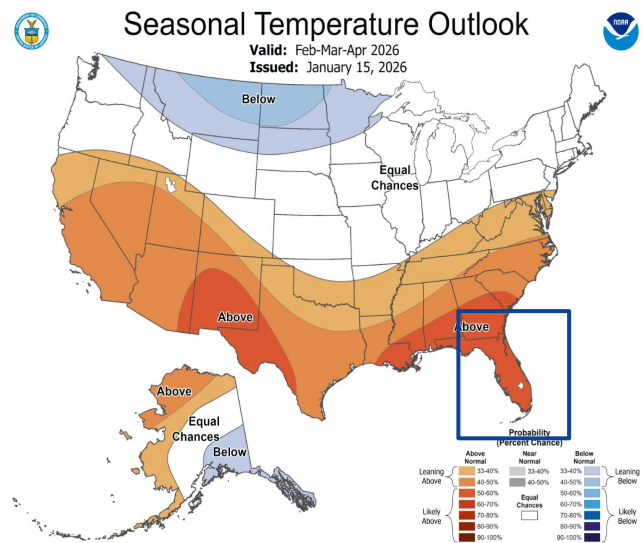 Seasonal Temperature Outlook
NOAA
Valid: Feb-Mar-Apr 2026
Issued: January 15, 2026
Below
Equal
Chances
Above
Above
Above
Equal
Chances
Below
Probability
(Percent Chance)
Above
Normal
Near
Normal
Below
Normal
Leaning
Above
33-40%
40-50%
33-40%
40-50%
33-40%
40-50%
Leaning
Below
Likely
Above
50-60%
60-70%
70-80%
80-90%
90-100%
Equal
Chances
50-60%
60-70%
70-80%
80-90%
90-100%
Likely
Below